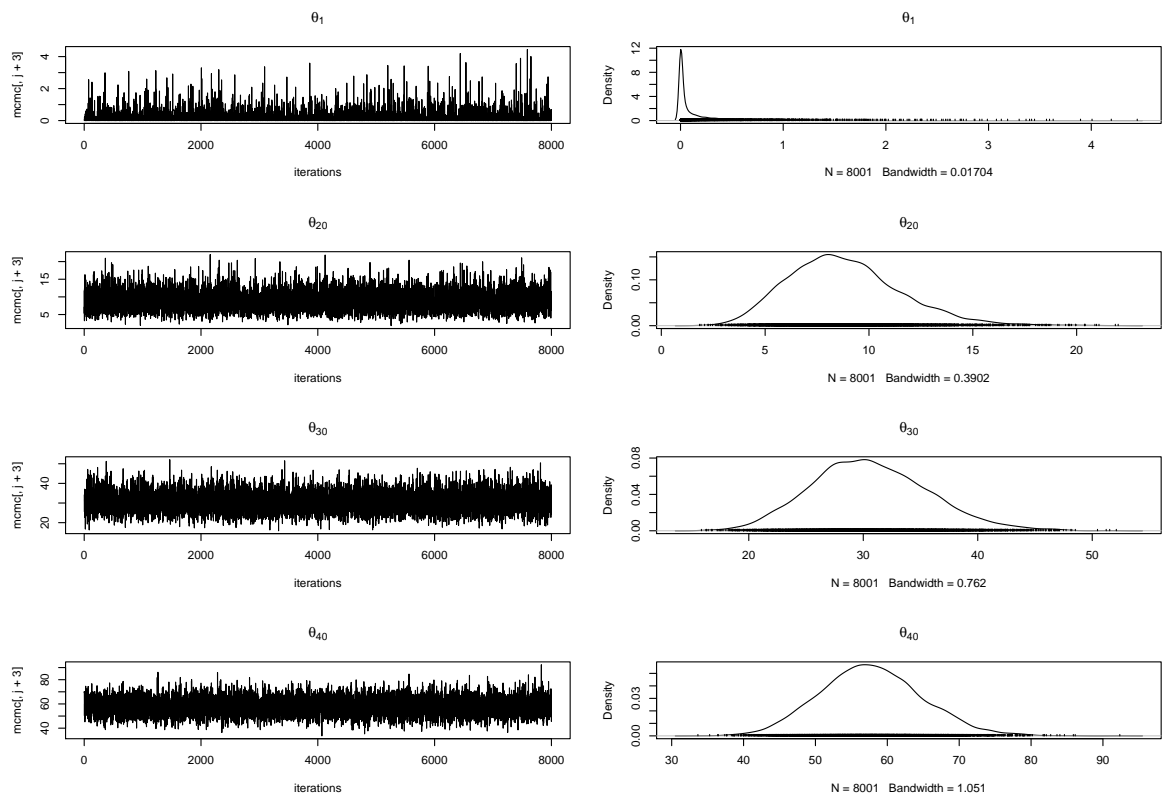 θ1
mcmc[, j + 3]
0 2 4
0 2000 4000 6000 8000
iterations
θ1
Density
0 4 8 12
0 1 2 3 4
N = 8001 Bandwidth = 0.01704
θ20
mcmc[, j + 3]
5 15
0 2000 4000 6000 8000
iterations
θ20
Density
0.00 0.10
0 5 10 15 20
N = 8001 Bandwidth = 0.3902
θ30
mcmc[, j + 3]
20 40
0 2000 4000 6000 8000
iterations
θ30
Density
0.00 0.04 0.08
20 30 40 50
N = 8001 Bandwidth = 0.762
θ40
mcmc[, j + 3]
40 60 80
0 2000 4000 6000 8000
iterations
θ40
Density
0.00 0.03
30 40 50 60 70 80 90
N = 8001 Bandwidth = 1.051